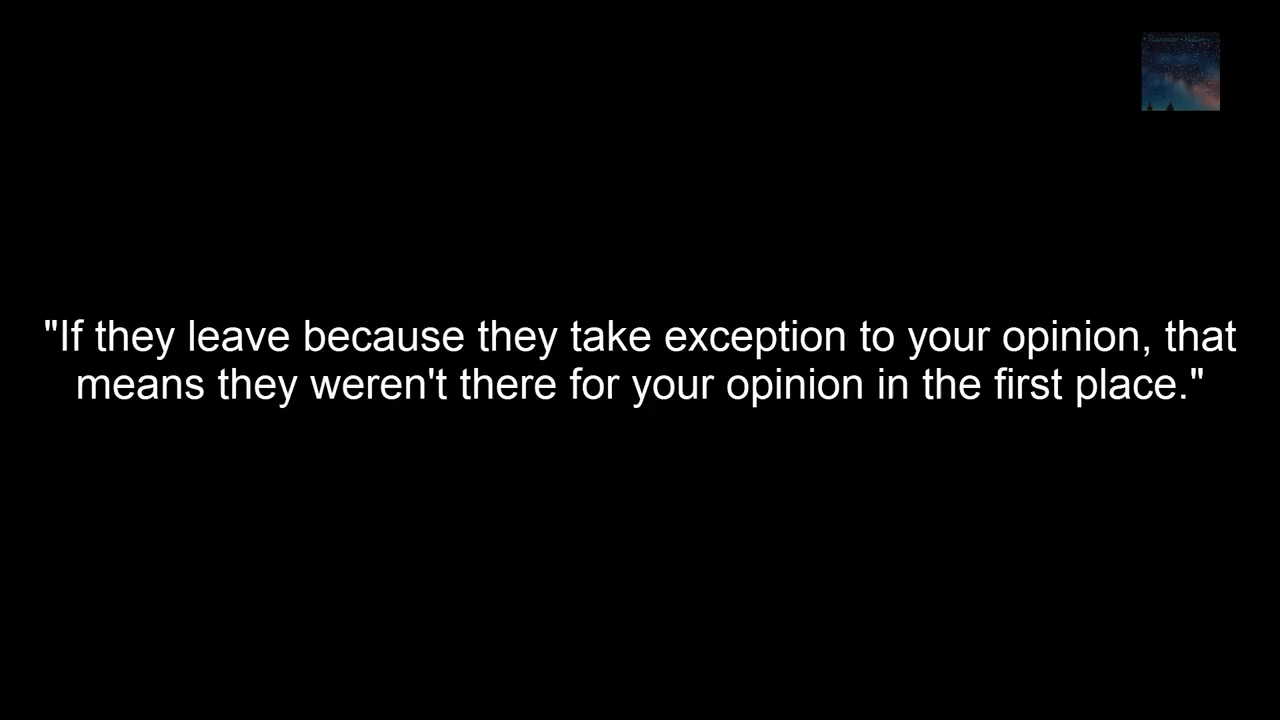 "If they leave because they take exception to your opinion, that
means they weren't there for your opinion in the first place."